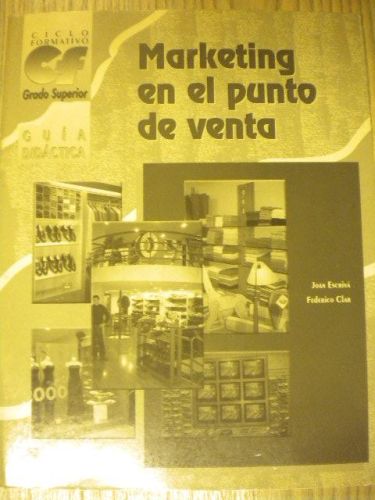 CICLO
FORMATIVO
CF
Grado Superior
GUÍA
DIDÁCTICA
Marketing
en el punto
de venta
Joan Escrivá
Federico Clar